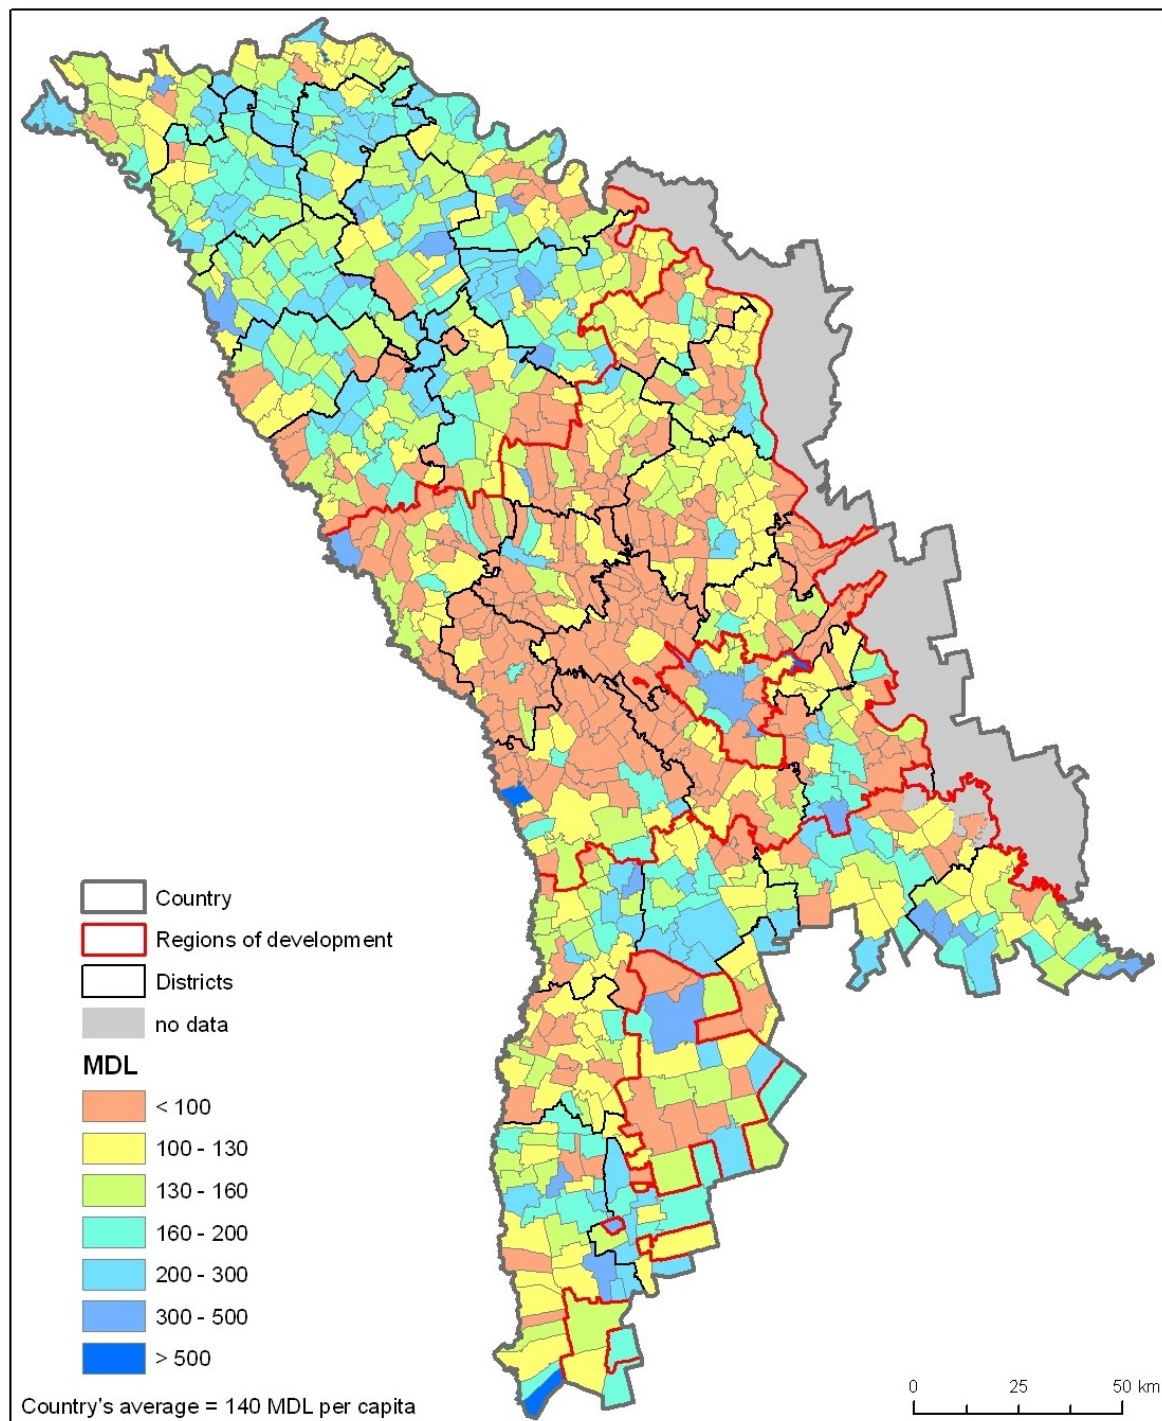 Country
Regions of development
Districts
no data
MDL
< 100
100 - 130
130 - 160
160 - 200
200 - 300
300 - 500
> 500
Country's average = 140 MDL per capita
0 25 50 km